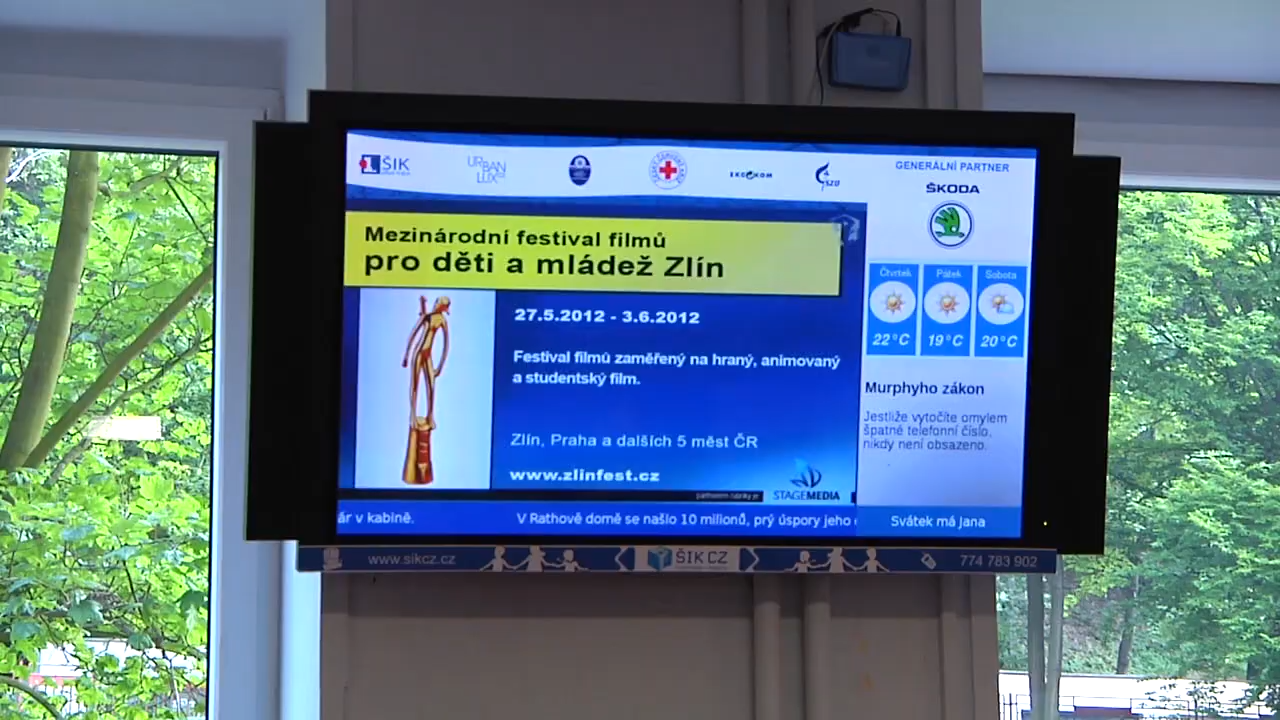 ŠIK
URBAN LUX
EKO KOM
SZÚ
GENERÁLNÍ PARTNER
ŠKODA
Mezinárodní festival filmů
pro děti a mládež Zlín
27.5.2012 - 3.6.2012
Festival filmů zaměřený na hraný, animovaný
a studentský film.
Zlín, Praha a dalších 5 měst ČR
www.zlinfest.cz
STAGEMEDIA
Čtvrtek Pátek Sobota
22°C 19°C 20°C
Murphyho zákon
Jestliže vytočíte omylem
špatné telefonní číslo,
nikdy není obsazeno.
ár v kabině. V Rathově domě se našlo 10 milionů, prý úspory jeho
Svátek má Jana
www.sikcz.cz ŠIK CZ 774 783 902